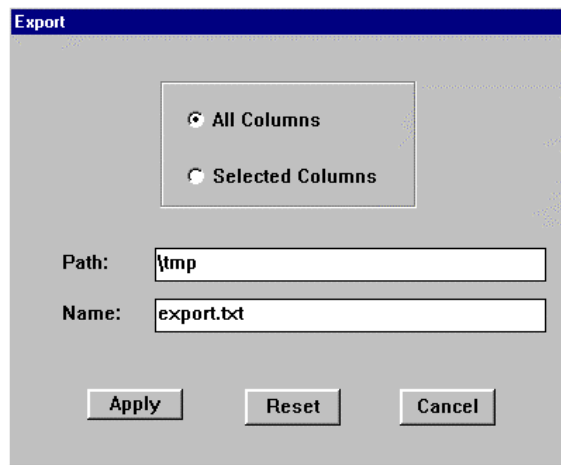 Export
All Columns
Selected Columns
Path: \tmp
Name: export.txt
Apply Reset Cancel